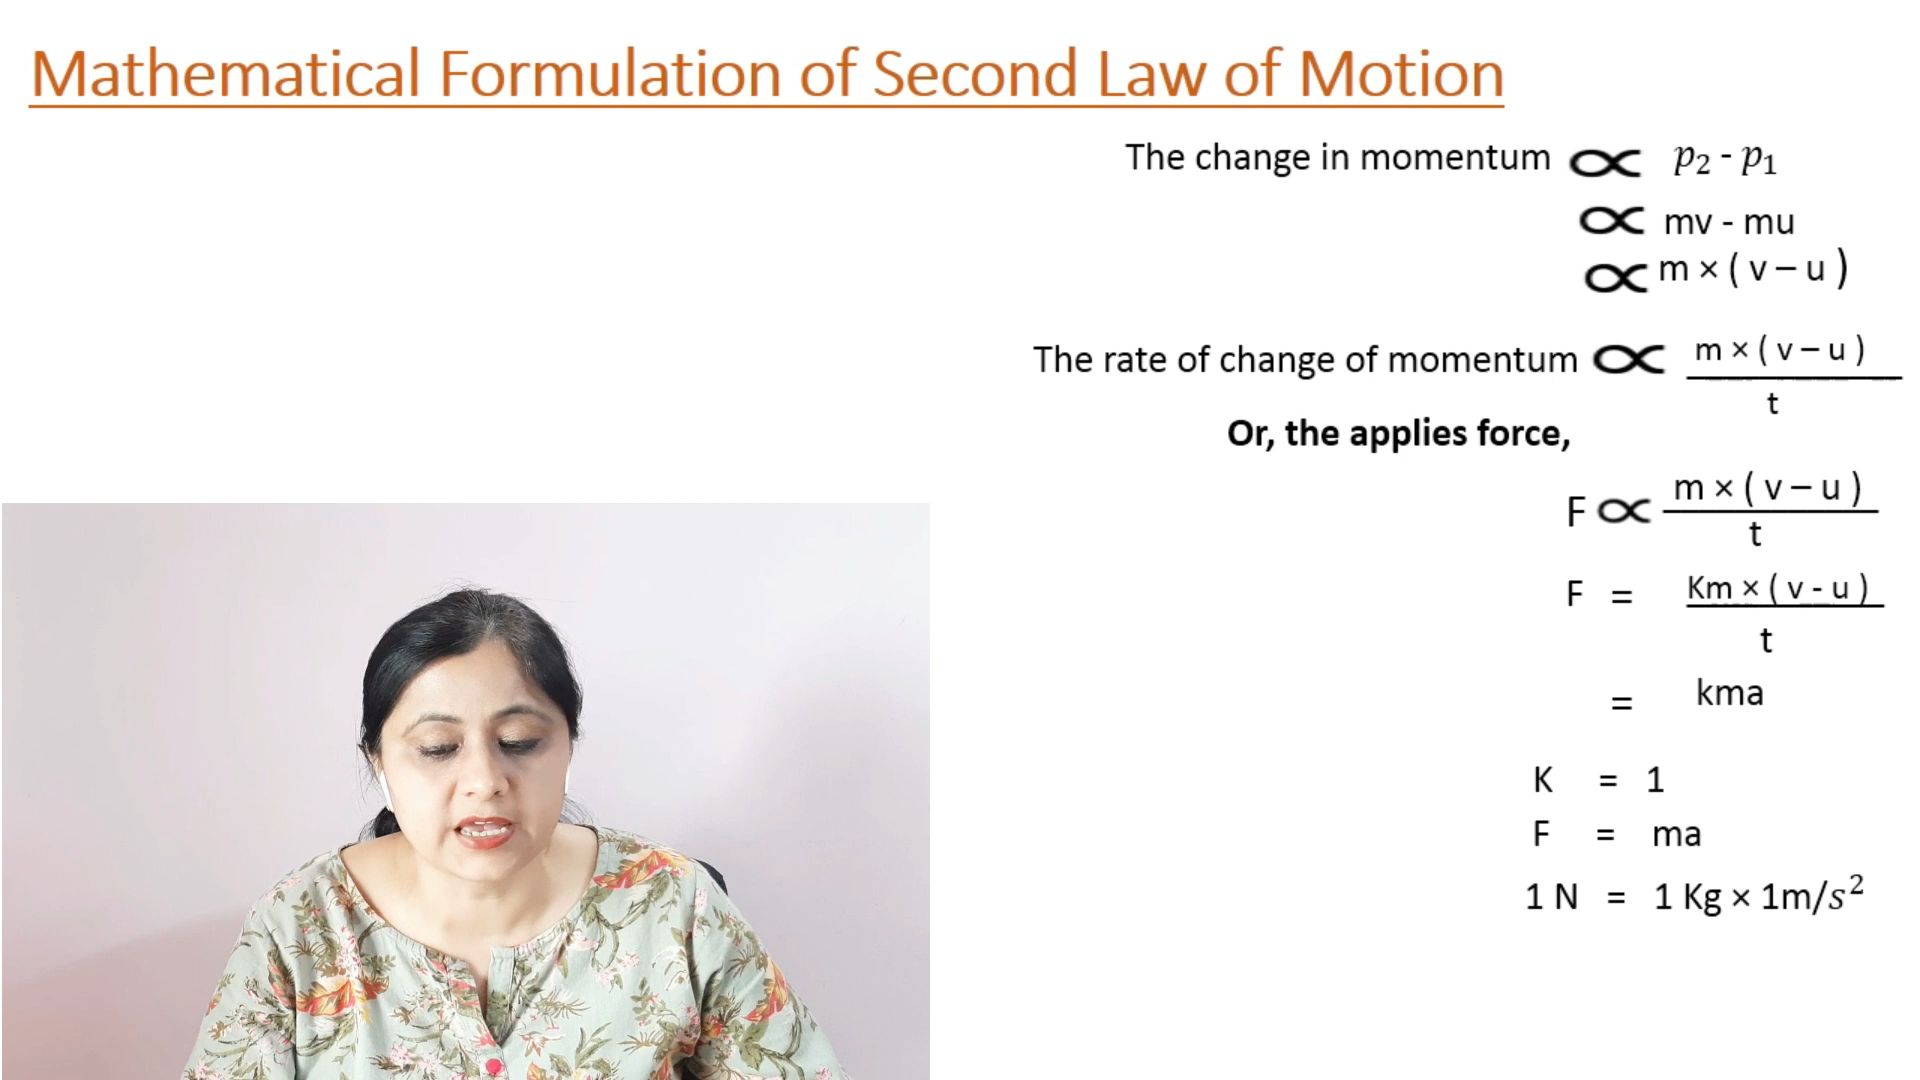 Mathematical Formulation of Second Law of Motion
The change in momentum ∝ p₂ - p₁
∝ mv - mu
∝ m × ( v – u )
The rate of change of momentum ∝ m × ( v – u )
t
Or, the applies force,
F ∝ m × ( v – u )
t
F = Km × ( v - u )
t
= kma
K = 1
F = ma
1 N = 1 Kg × 1m/s²